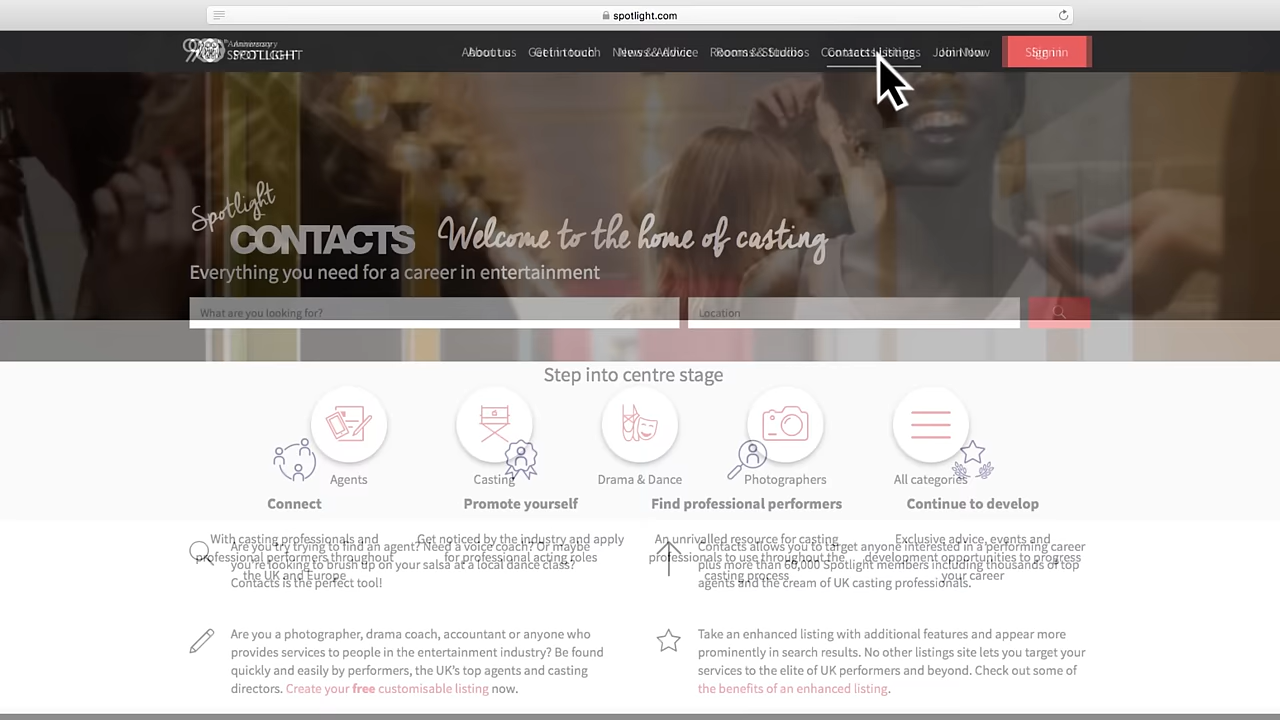 spotlight.com
90th Anniversary
SPOTLIGHT
About us Get in touch News & Advice Rooms & Studios Contacts Listings Join Now Sign in
Spotlight
CONTACTS
Welcome to the home of casting
Everything you need for a career in entertainment
What are you looking for?
Location
Step into centre stage
Agents
Casting
Drama & Dance
Photographers
All categories
Connect
Promote yourself
Find professional performers
Continue to develop
With casting professionals and
professional performers throughout
the UK and Europe
Get noticed by the industry and apply
for professional acting roles
An unrivalled resource for casting
professionals to use throughout the
casting process
Exclusive advice, events and
development opportunities to progress
your career
Are you try trying to find an agent? Need a voice coach? Or maybe
you're looking to brush up on your salsa at a local dance class?
Contacts is the perfect tool!
Contacts allows you to target anyone interested in a performing career
plus more than 60,000 Spotlight members including thousands of top
agents and the cream of UK casting professionals.
Are you a photographer, drama coach, accountant or anyone who
provides services to people in the entertainment industry? Be found
quickly and easily by performers, the UK's top agents and casting
directors. Create your free customisable listing now.
Take an enhanced listing with additional features and appear more
prominently in search results. No other listings site lets you target your
services to the elite of UK performers and beyond. Check out some of
the benefits of an enhanced listing.